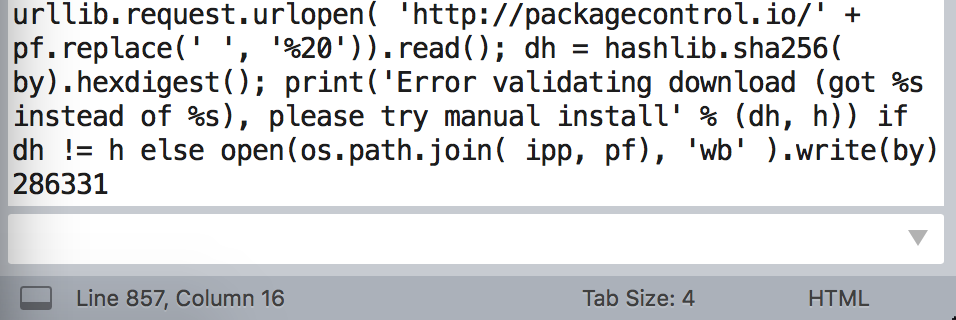 urllib.request.urlopen( 'http://packagecontrol.io/' +
pf.replace(' ', '%20')).read(); dh = hashlib.sha256(
by).hexdigest(); print('Error validating download (got %s
instead of %s), please try manual install' % (dh, h)) if
dh != h else open(os.path.join( ipp, pf), 'wb' ).write(by)
286331
Line 857, Column 16
Tab Size: 4
HTML